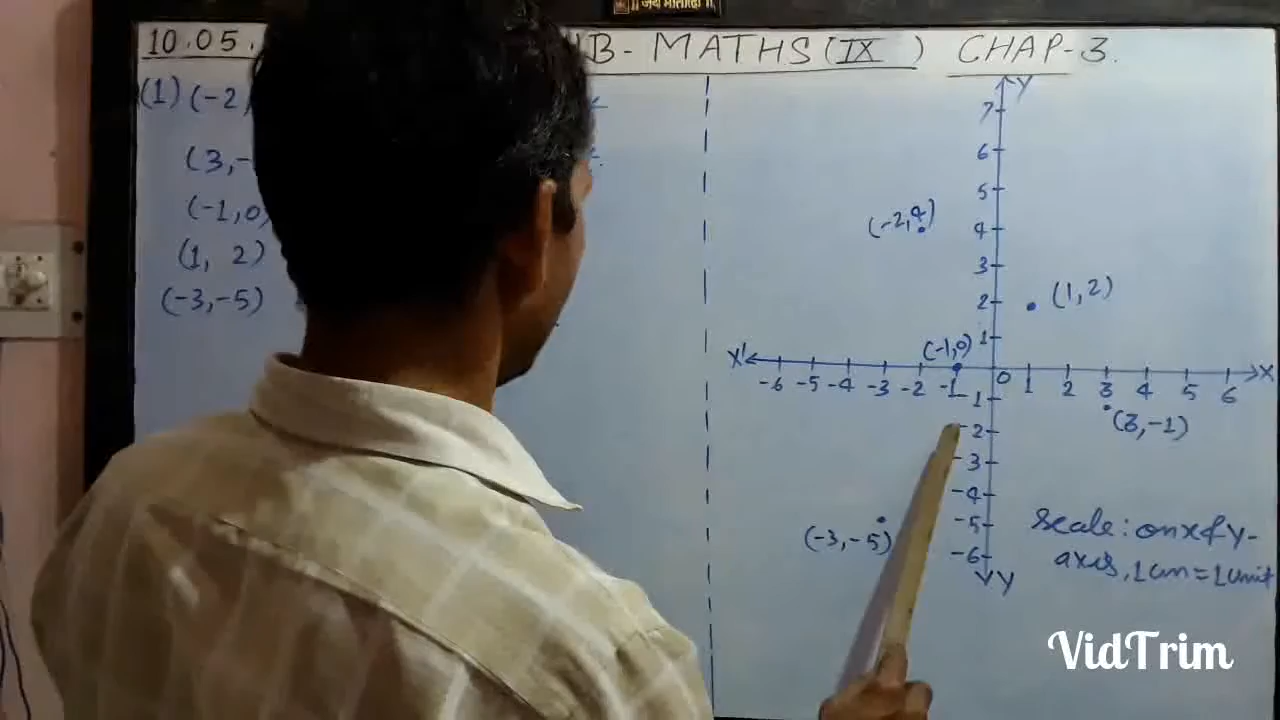 ।। जय माता दी ।।
10.05. B- MATHS (IX) CHAP-3.
(1) (-2)
(3,-
(-1,0)
(1, 2)
(-3,-5)
Y
7
6
5
(-2,4)
4
3
2
(1,2)
1
(-1,0)
X'
X
-6 -5 -4 -3 -2 -1 0 1 2 3 4 5 6
-1
(3,-1)
-2
-3
-4
-5
(-3,-5)
-6
Y
Scale: on x & y-
axis, 1cm = 1unit
VidTrim